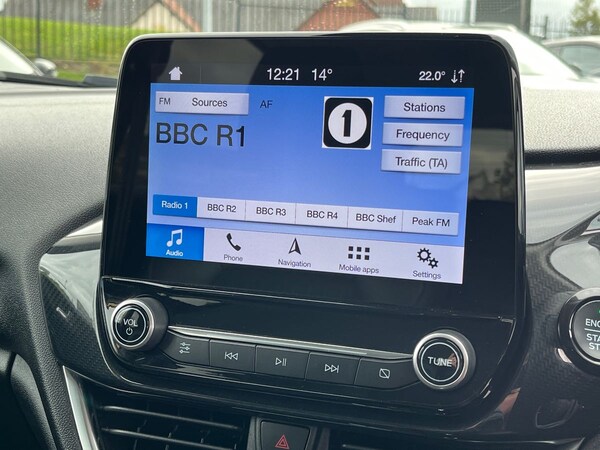 12:21 14° 22.0°
FM Sources AF
Stations
BBC R1
1
Frequency
Traffic (TA)
Radio 1 BBC R2 BBC R3 BBC R4 BBC Shef Peak FM
Audio Phone Navigation Mobile apps Settings
VOL
TUNE